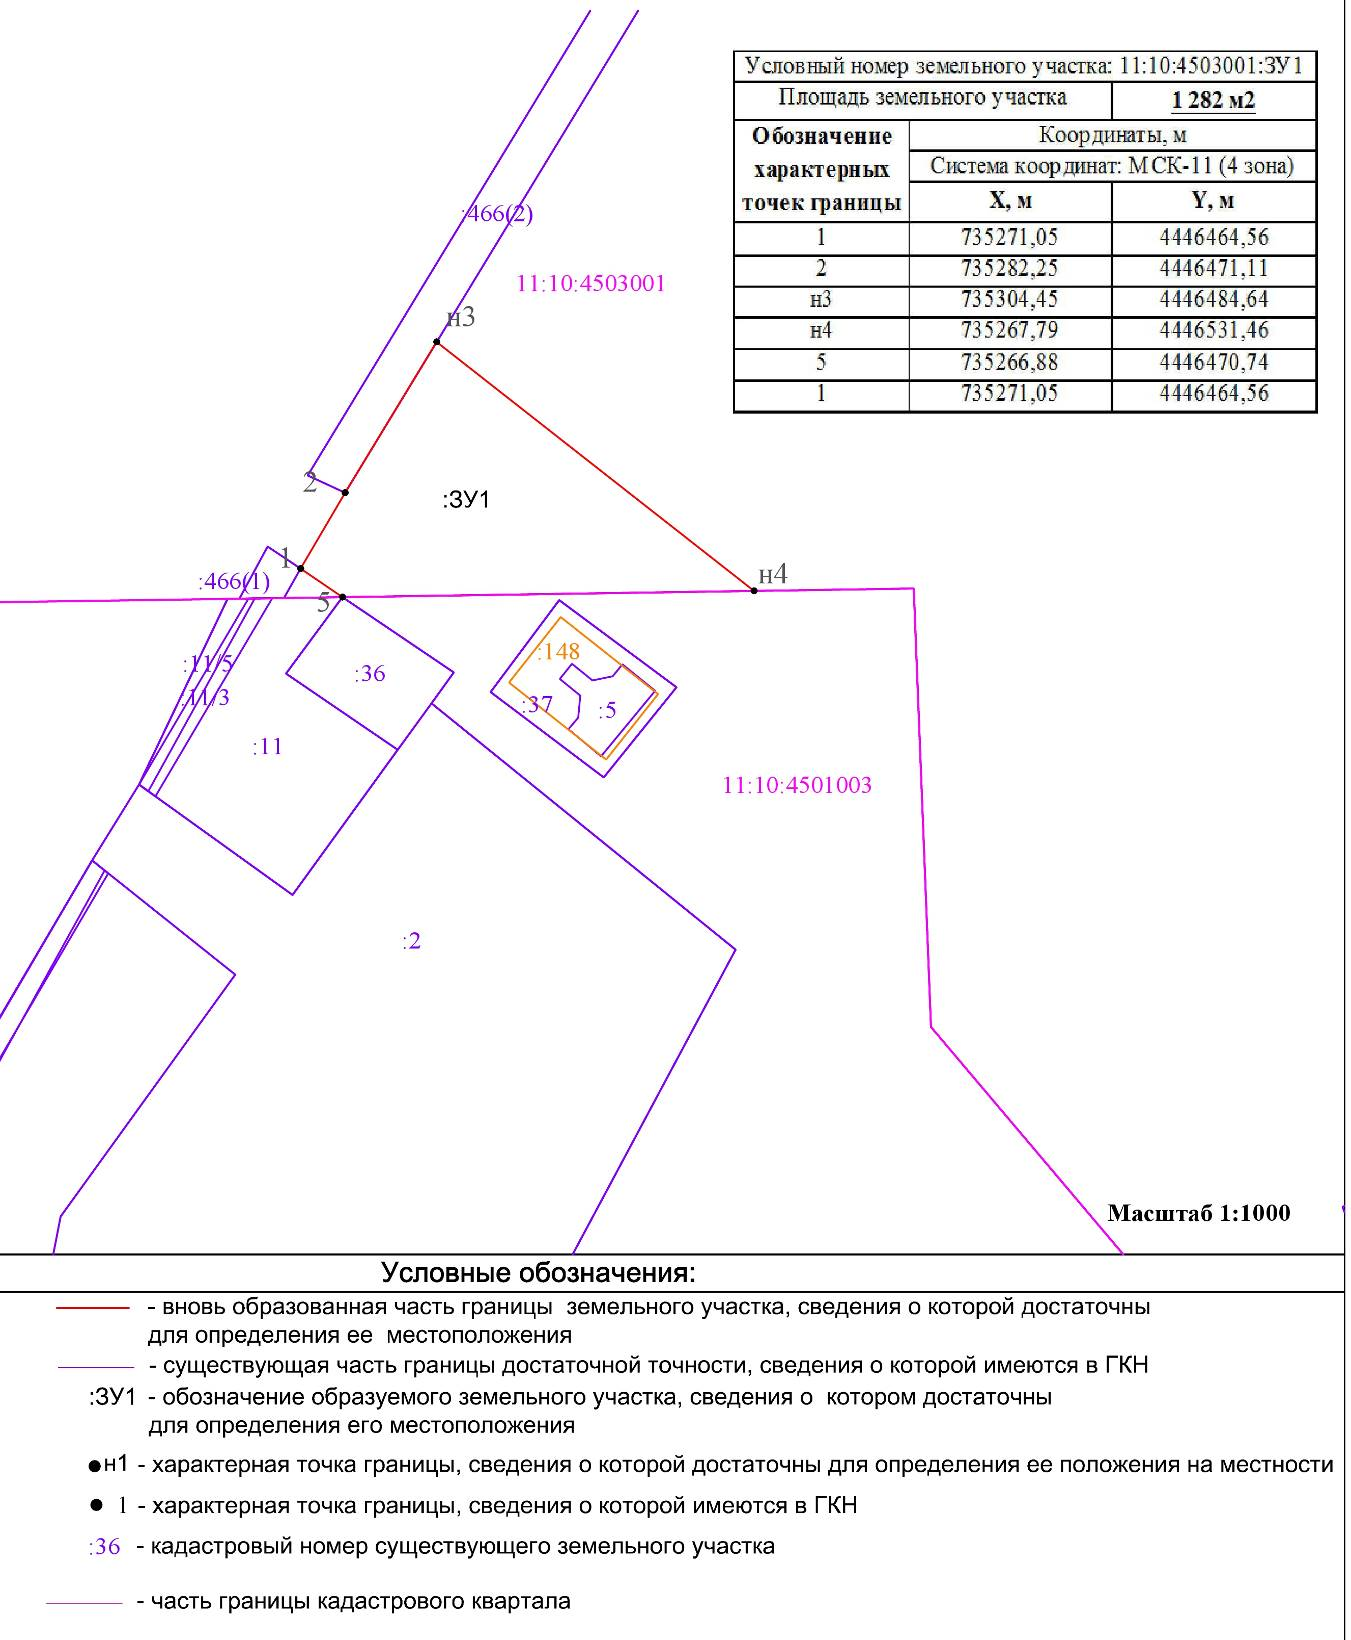 Условный номер земельного участка: 11:10:4503001:ЗУ1
Площадь земельного участка 1 282 м2
Обозначение характерных точек границы
Координаты, м
Система координат: МСК-11 (4 зона)
X, м Y, м
1 735271,05 4446464,56
2 735282,25 4446471,11
н3 735304,45 4446484,64
н4 735267,79 4446531,46
5 735266,88 4446470,74
1 735271,05 4446464,56
:466(2)
11:10:4503001
н3
2
:ЗУ1
1
н4
:466(1)
5
:148
:11/5
:36
:11/3
:37
:5
:11
11:10:4501003
:2
Масштаб 1:1000
Условные обозначения:
- вновь образованная часть границы земельного участка, сведения о которой достаточны
для определения ее местоположения
- существующая часть границы достаточной точности, сведения о которой имеются в ГКН
:ЗУ1 - обозначение образуемого земельного участка, сведения о котором достаточны
для определения его местоположения
н1 - характерная точка границы, сведения о которой достаточны для определения ее положения на местности
1 - характерная точка границы, сведения о которой имеются в ГКН
:36 - кадастровый номер существующего земельного участка
- часть границы кадастрового квартала